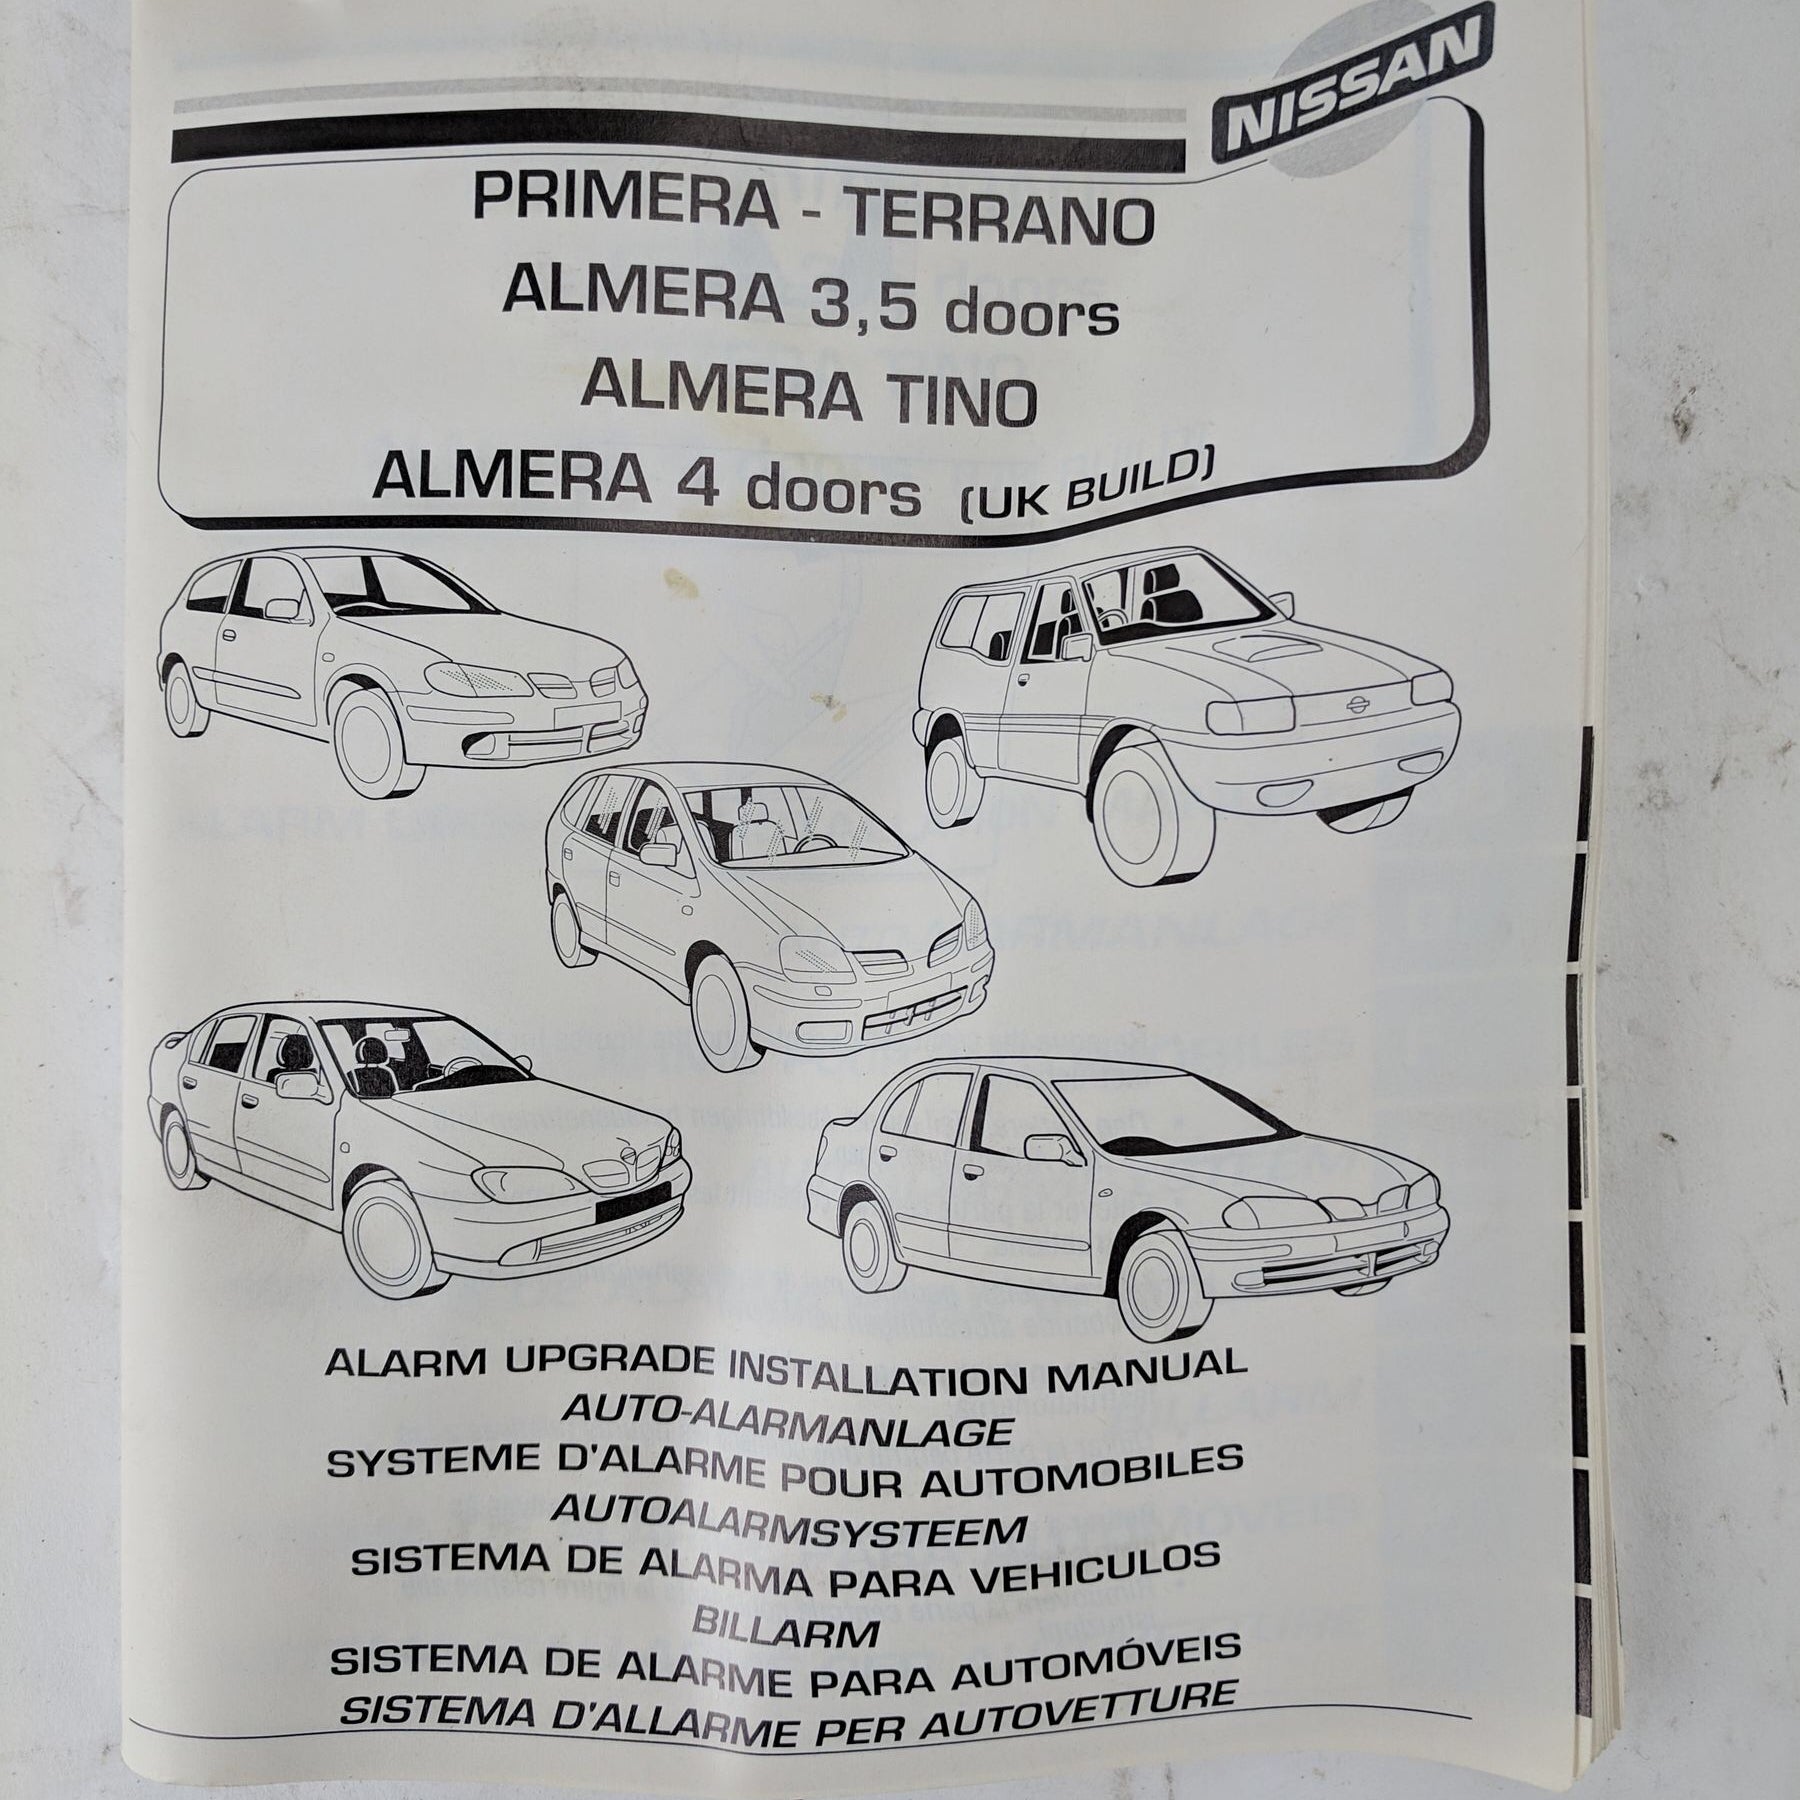 NISSAN
PRIMERA - TERRANO
ALMERA 3,5 doors
ALMERA TINO
ALMERA 4 doors (UK BUILD)
ALARM UPGRADE INSTALLATION MANUAL
AUTO-ALARMANLAGE
SYSTEME D'ALARME POUR AUTOMOBILES
AUTOALARMSYSTEEM
SISTEMA DE ALARMA PARA VEHICULOS
BILLARM
SISTEMA DE ALARME PARA AUTOMÓVEIS
SISTEMA D'ALLARME PER AUTOVETTURE